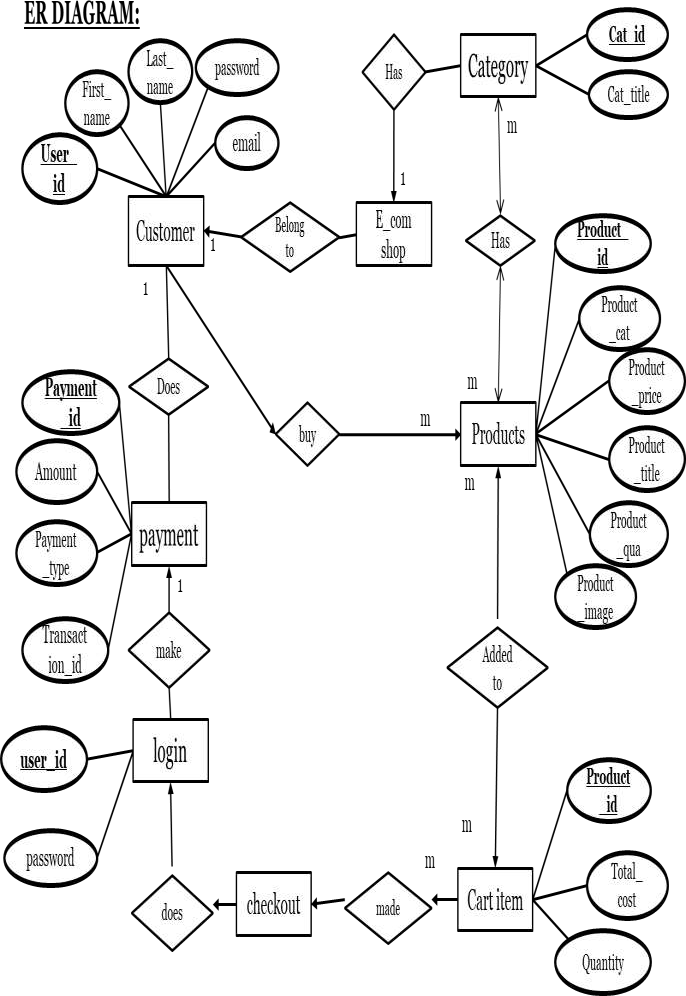 ER DIAGRAM:
Cat_id
Has
Category
Last_
name
password
First_
name
Cat_title
m
email
User_
id
1
E_com
shop
Belong
to
Customer
1
Has
Product_
id
1
Product
_cat
Does
Product
_price
Payment
_id
m
m
buy
Products
Product
_title
Amount
m
Product
_qua
payment
Payment
_type
1
Product
_image
Transact
ion_id
make
Added
to
login
user_id
Product
_id
m
password
m
Total_
cost
does
checkout
made
Cart item
Quantity